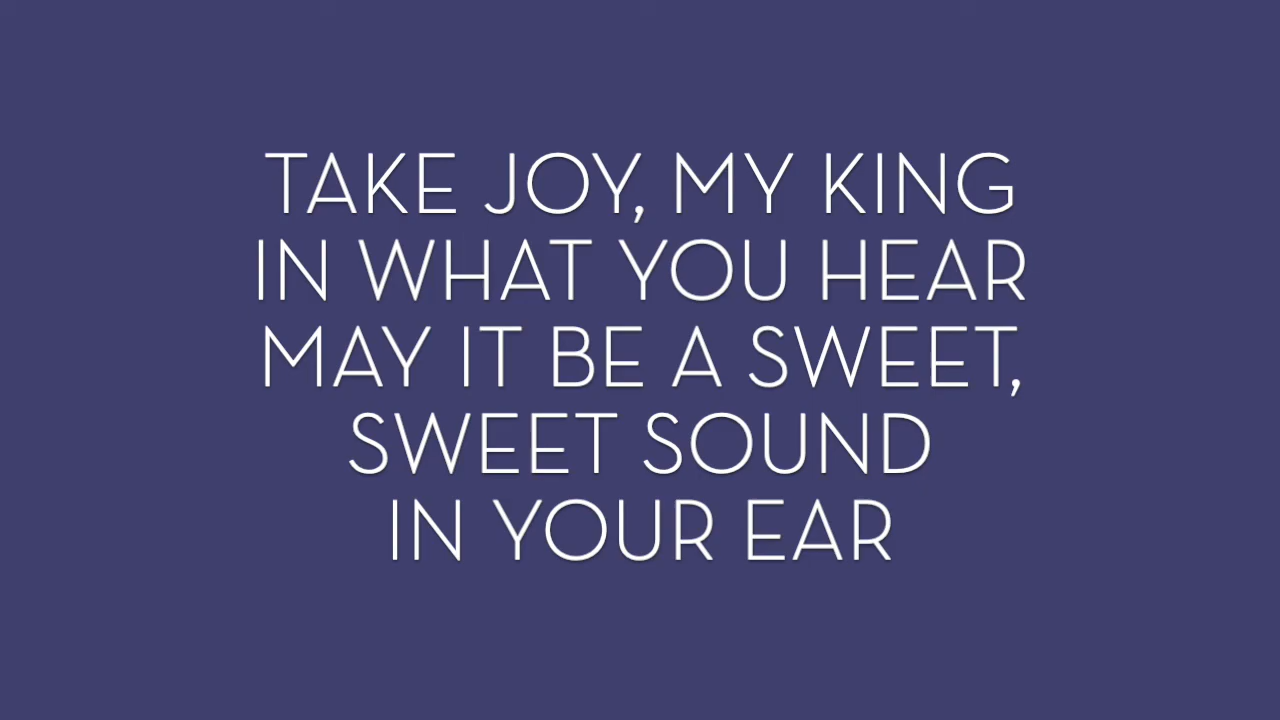 TAKE JOY, MY KING
IN WHAT YOU HEAR
MAY IT BE A SWEET,
SWEET SOUND
IN YOUR EAR